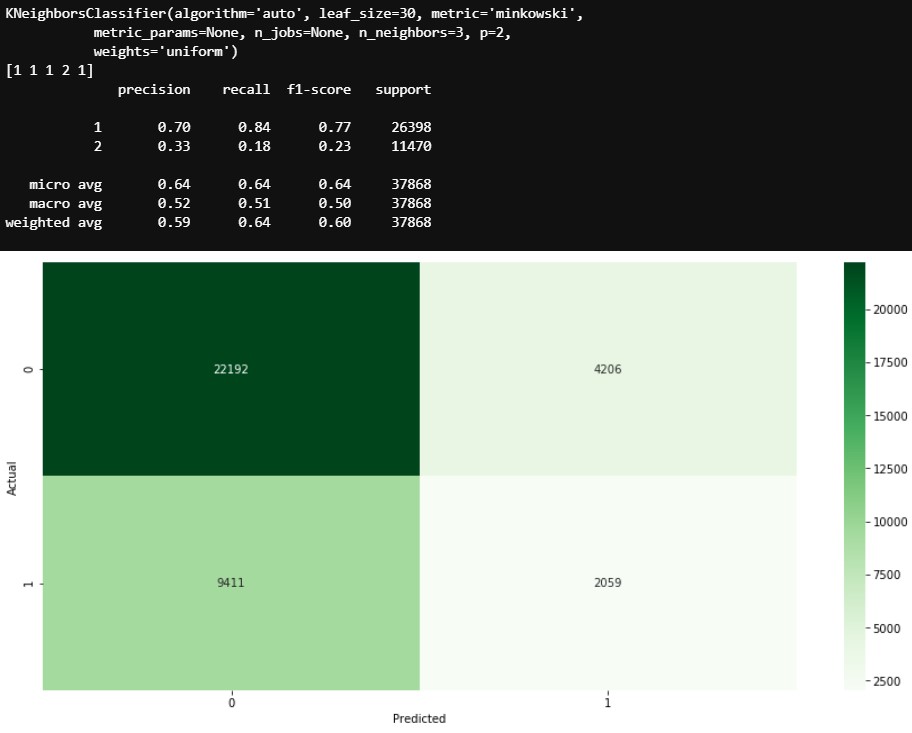 KNeighborsClassifier(algorithm='auto', leaf_size=30, metric='minkowski',
metric_params=None, n_jobs=None, n_neighbors=3, p=2,
weights='uniform')
[1 1 1 2 1]
precision recall f1-score support
1 0.70 0.84 0.77 26398
2 0.33 0.18 0.23 11470
micro avg 0.64 0.64 0.64 37868
macro avg 0.52 0.51 0.50 37868
weighted avg 0.59 0.64 0.60 37868
20000
17500
15000
12500
10000
7500
5000
2500
0
22192 4206
Actual
1
9411 2059
0 1
Predicted